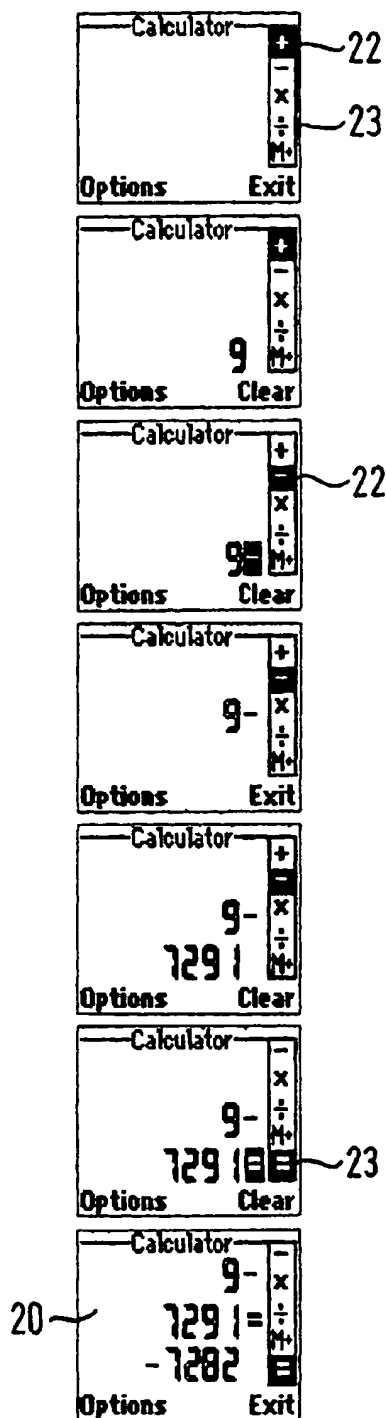 Calculator
+ 22
-
x
÷ 23
M+
Options Exit
Calculator
+
-
x
÷
9 M+
Options Clear
Calculator
+
- 22
x
÷
9- M+
Options Clear
Calculator
+
-
9- x
÷
M+
Options Exit
Calculator
+
-
9- x
÷
7291 M+
Options Clear
Calculator
-
x
÷
9- M+
7291= = 23
Options Clear
Calculator
9- -
x
20 7291= ÷
M+
-7282 =
Options Exit